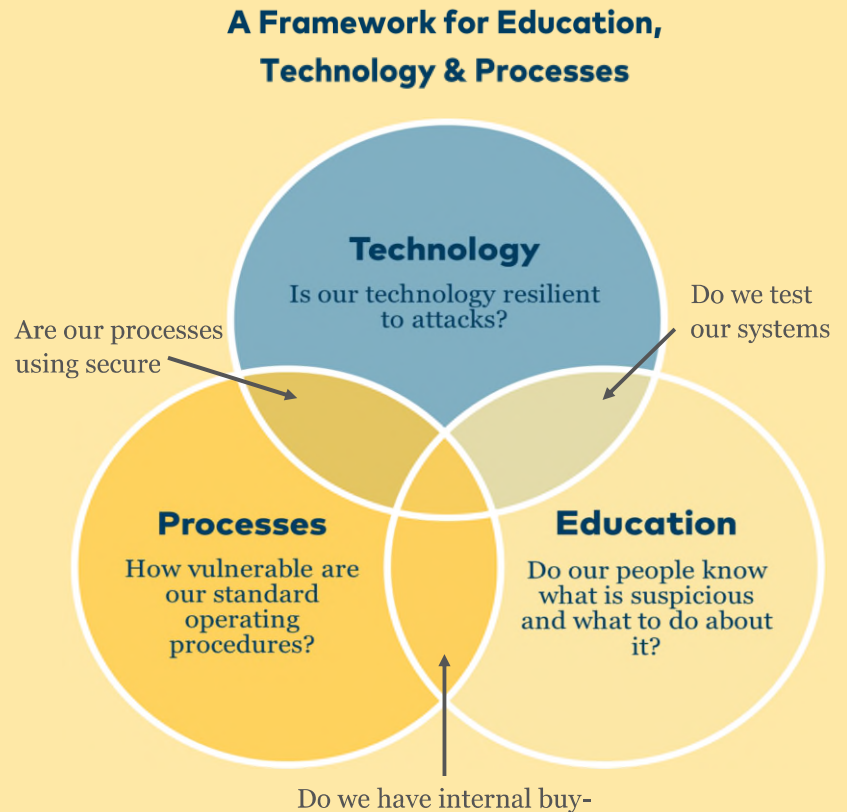 A Framework for Education,
Technology & Processes
Technology
Is our technology resilient
to attacks?
Do we test
our systems
Are our processes
using secure
Processes
How vulnerable are
our standard
operating
procedures?
Education
Do our people know
what is suspicious
and what to do about
it?
Do we have internal buy-